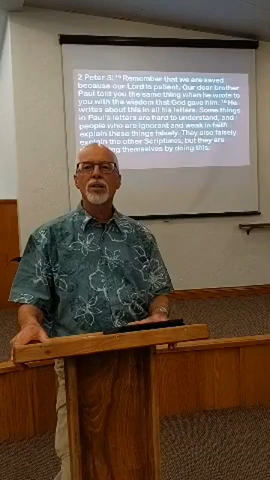 2 Peter 3: ¹⁵ Remember that we are saved
because our Lord is patient. Our dear brother
Paul told you the same thing when he wrote to
you with the wisdom that God gave him. ¹⁶ He
writes about this in all his letters. Some things
in Paul's letters are hard to understand, and
people who are ignorant and weak in faith
explain these things falsely. They also falsely
explain the other Scriptures, but they are
themselves by doing this.